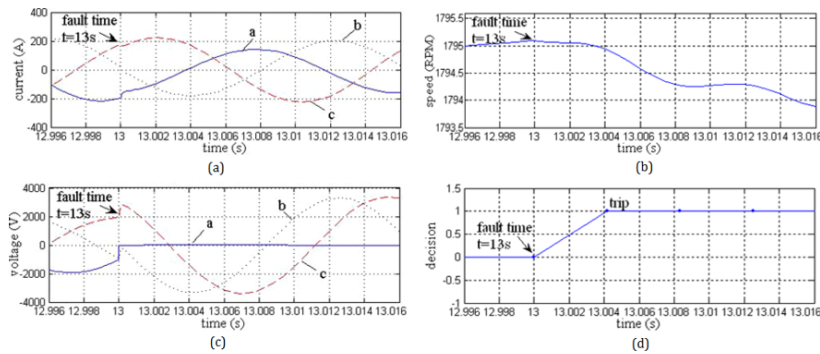 400
200
0
-200
-400
current (A)
fault time
t=13s
a
b
c
12.996 12.998 13 13.002 13.004 13.006 13.008 13.01 13.012 13.014 13.016
time (s)
(a)
1795.5
1795
1794.5
1794
1793.5
speed (RPM)
fault time
t=13s
12.996 12.998 13 13.002 13.004 13.006 13.008 13.01 13.012 13.014 13.016
time (s)
(b)
4000
2000
0
-2000
-4000
voltage (V)
fault time
t=13s
a
b
c
12.996 12.998 13 13.002 13.004 13.006 13.008 13.01 13.012 13.014 13.016
time (s)
(c)
1.5
1
0.5
0
-0.5
-1
decision
trip
fault time
t=13s
12.996 12.998 13 13.002 13.004 13.006 13.008 13.01 13.012 13.014 13.016
time (s)
(d)